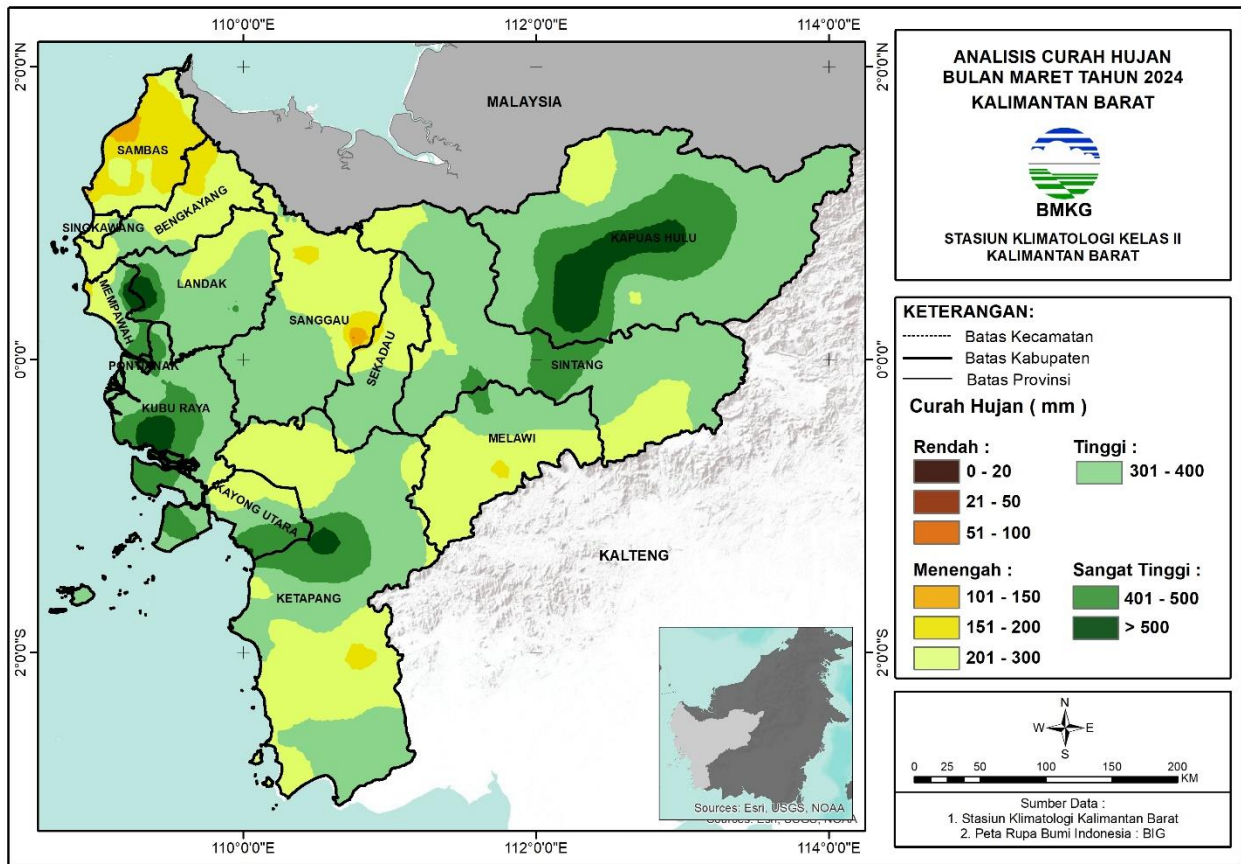 110°0'0"E
112°0'0"E
114°0'0"E
2°0'0"N
0°0'0"
2°0'0"S
2°0'0"N
0°0'0"
2°0'0"S
110°0'0"E
112°0'0"E
114°0'0"E
MALAYSIA
SAMBAS
BENGKAYANG
SINGKAWANG
LANDAK
MEMPAWAH
SANGGAU
SEKADAU
KAPUAS HULU
SINTANG
PONTIANAK
KUBU RAYA
MELAWI
KAYONG UTARA
KETAPANG
KALTENG
Sources: Esri, USGS, NOAA
Sources: Esri, USGS, NOAA
ANALISIS CURAH HUJAN
BULAN MARET TAHUN 2024
KALIMANTAN BARAT
BMKG
STASIUN KLIMATOLOGI KELAS II
KALIMANTAN BARAT
KETERANGAN:
Batas Kecamatan
Batas Kabupaten
Batas Provinsi
Curah Hujan ( mm )
Rendah :
0 - 20
21 - 50
51 - 100
Menengah :
101 - 150
151 - 200
201 - 300
Tinggi :
301 - 400
Sangat Tinggi :
401 - 500
> 500
N
W E
S
0 25 50 100 150 200
KM
Sumber Data :
1. Stasiun Klimatologi Kalimantan Barat
2. Peta Rupa Bumi Indonesia : BIG